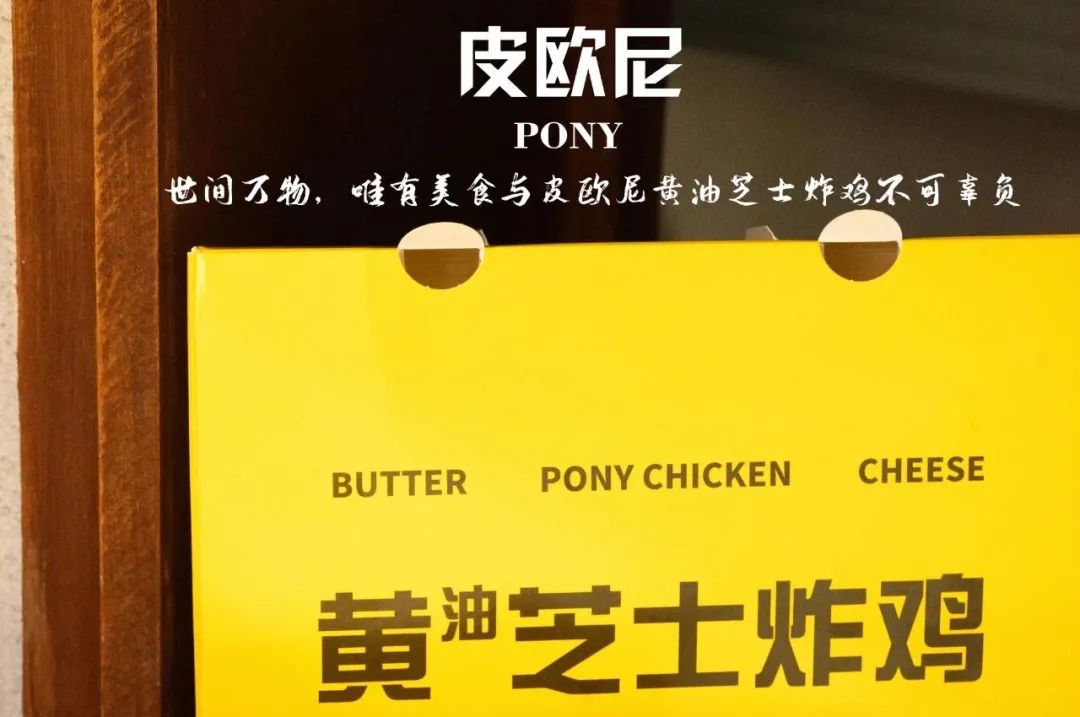 皮欧尼
PONY
世间万物，唯有美食与皮欧尼黄油芝士炸鸡不可辜负
BUTTER PONY CHICKEN CHEESE
黄油芝士炸鸡